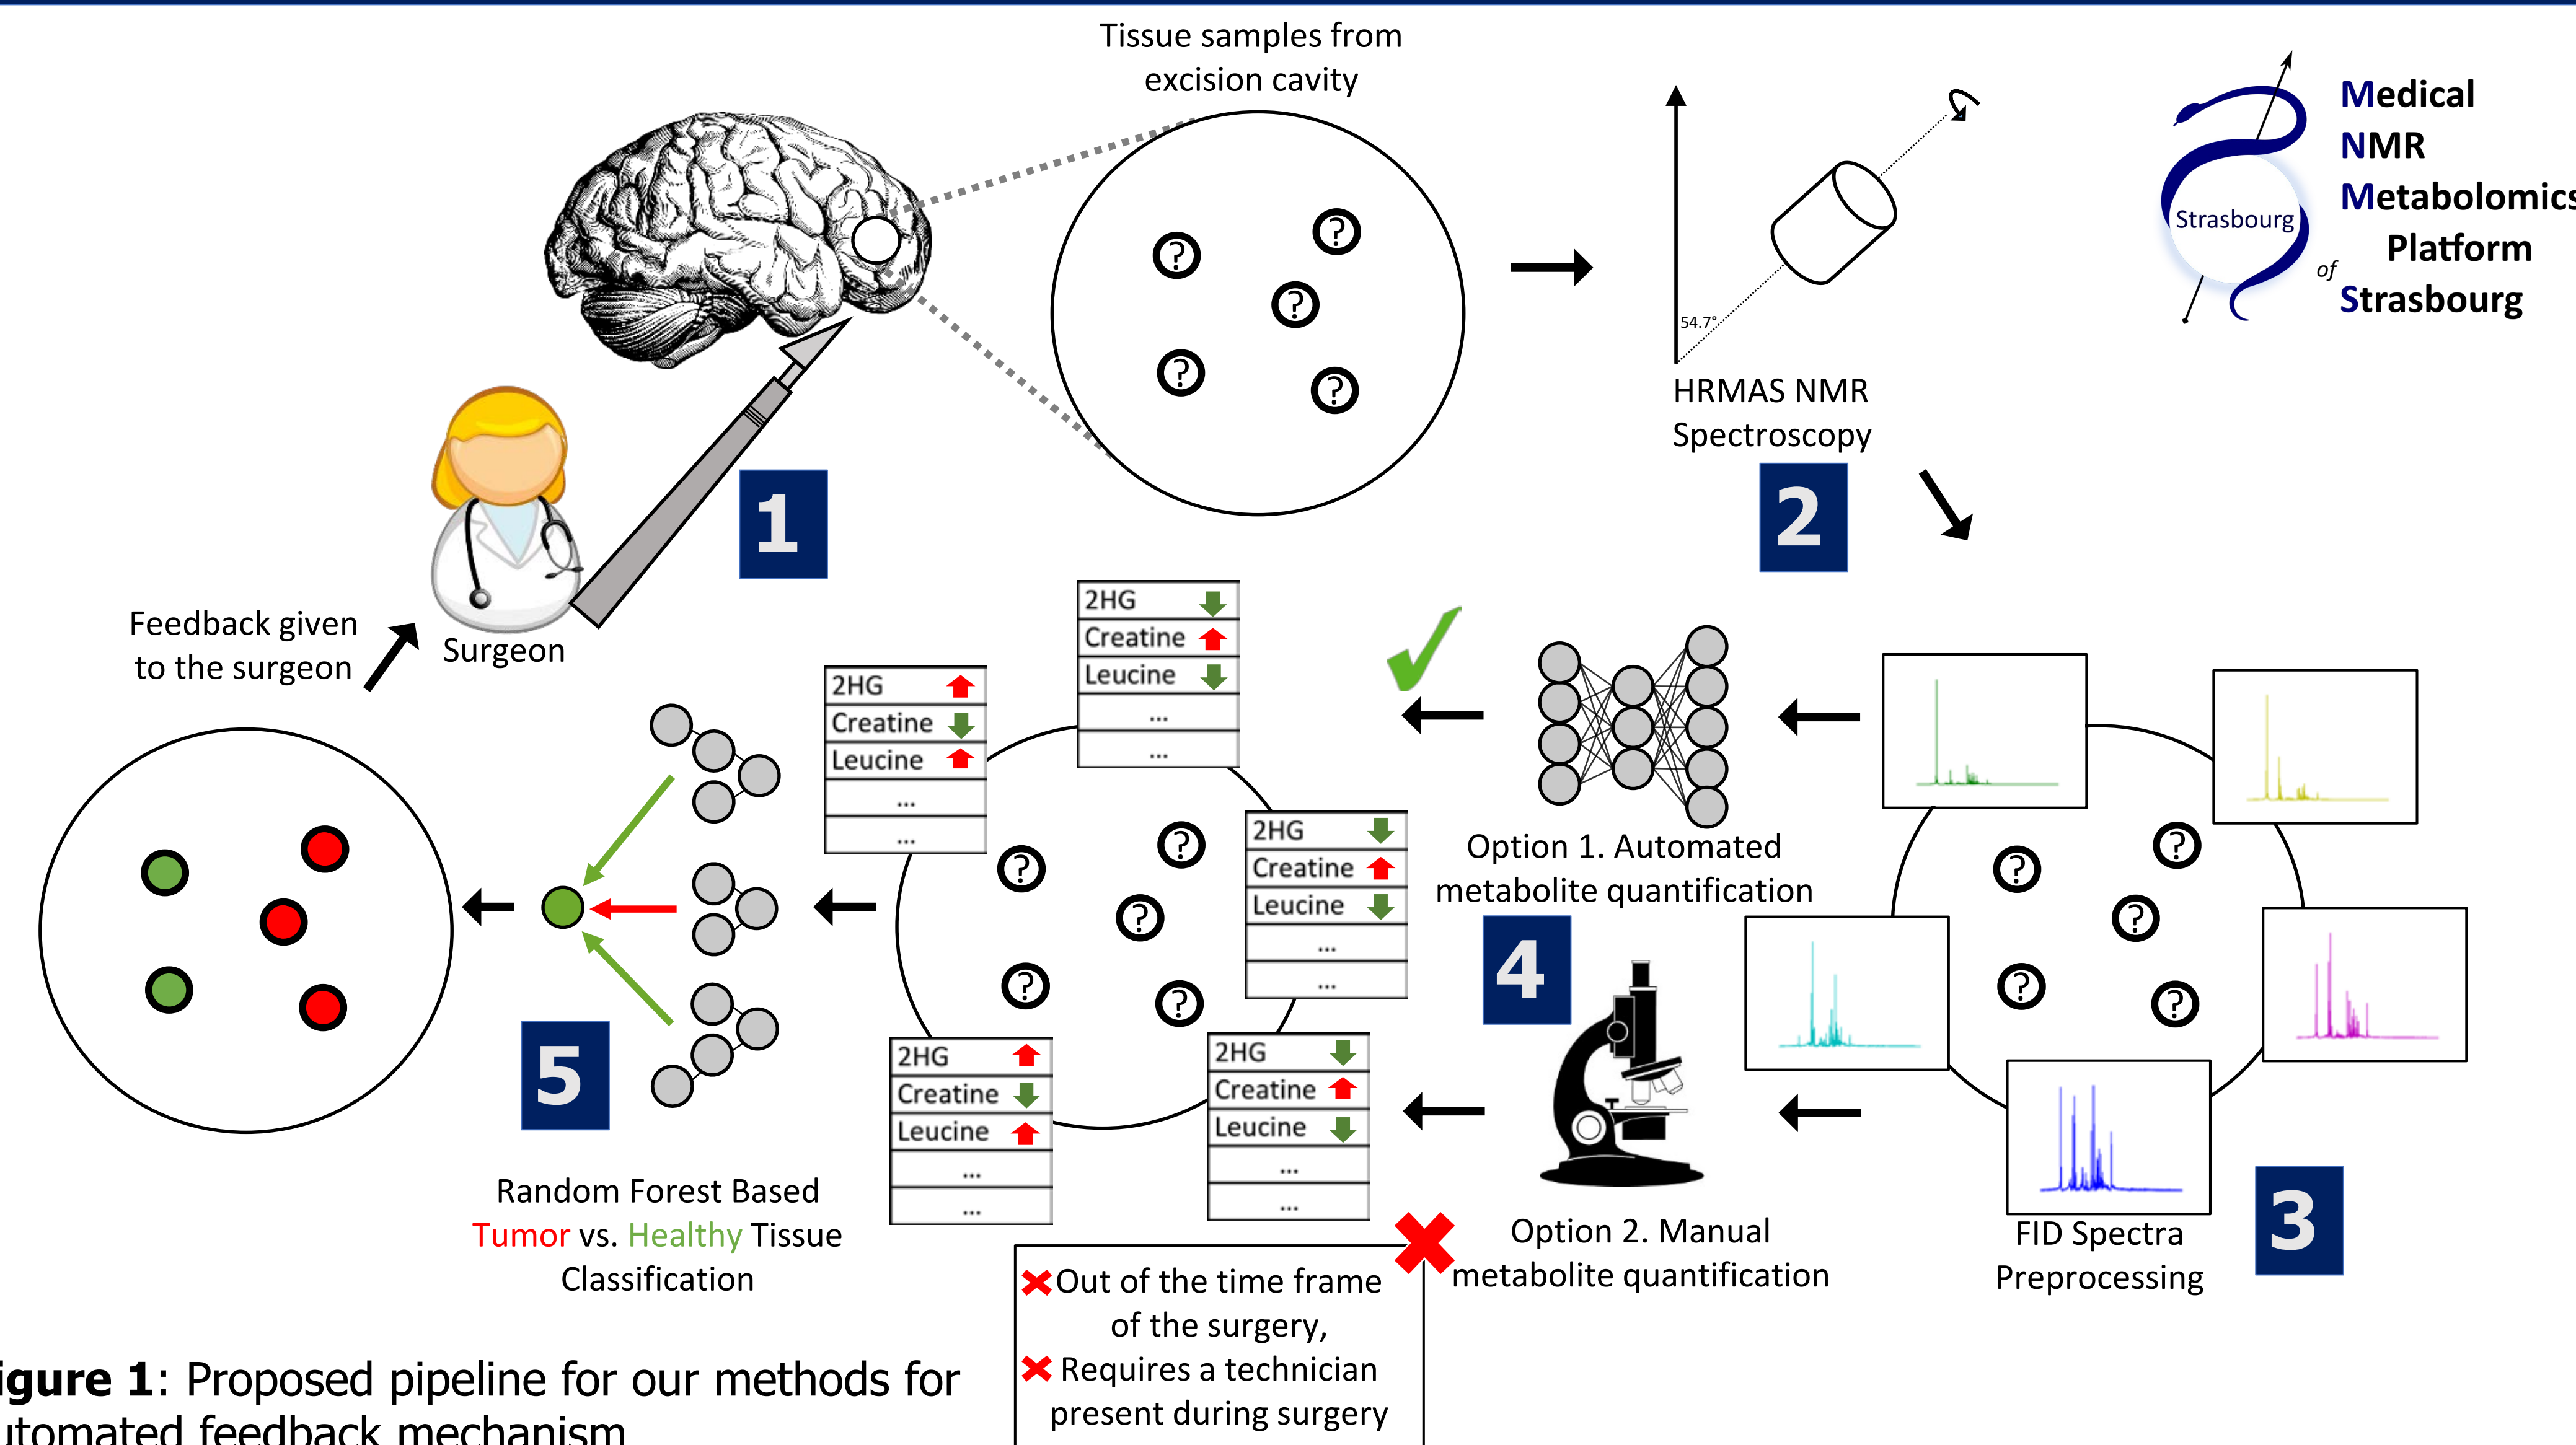 Tissue samples from
excision cavity
?
?
?
?
?
54.7°
HRMAS NMR
Spectroscopy
Strasbourg
Medical
NMR
Metabolomics
Platform
of
Strasbourg
1
2
Surgeon
Feedback given
to the surgeon
2HG
Creatine
Leucine
...
...
2HG
Creatine
Leucine
...
...
2HG
Creatine
Leucine
...
...
2HG
Creatine
Leucine
...
...
2HG
Creatine
Leucine
...
...
?
?
?
?
?
Option 1. Automated
metabolite quantification
4
Option 2. Manual
metabolite quantification
?
?
?
?
?
FID Spectra
Preprocessing
3
5
Random Forest Based
Tumor vs. Healthy Tissue
Classification
Out of the time frame
of the surgery,
Requires a technician
present during surgery
igure 1: Proposed pipeline for our methods for
utomated feedback mechanism